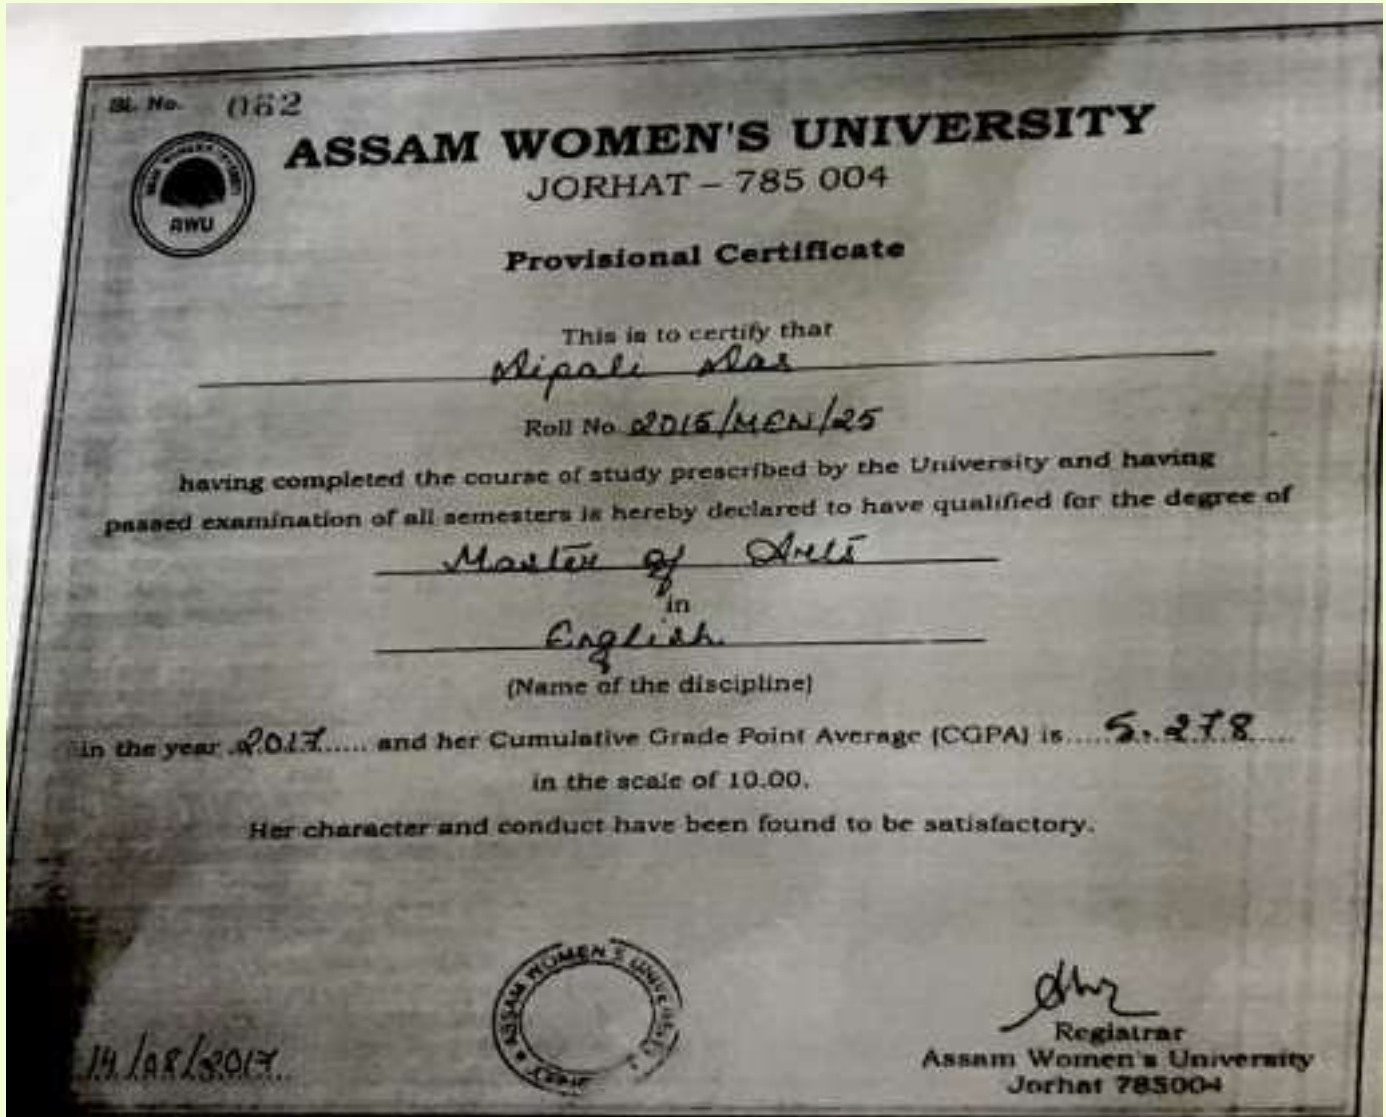 Sl. No. 062
ASSAM WOMEN'S UNIVERSITY
JORHAT – 785 004
AWU
Provisional Certificate
This is to certify that
Dipali Das
Roll No 2015/MEN/25
having completed the course of study prescribed by the University and having
passed examination of all semesters is hereby declared to have qualified for the degree of
Master of Arts
in
English
(Name of the discipline)
in the year 2017..... and her Cumulative Grade Point Average (CGPA) is.....5.278.....
in the scale of 10.00.
Her character and conduct have been found to be satisfactory.
ASSAM WOMEN'S UNIVERSITY
14/08/2017
Registrar
Assam Women's University
Jorhat 785004